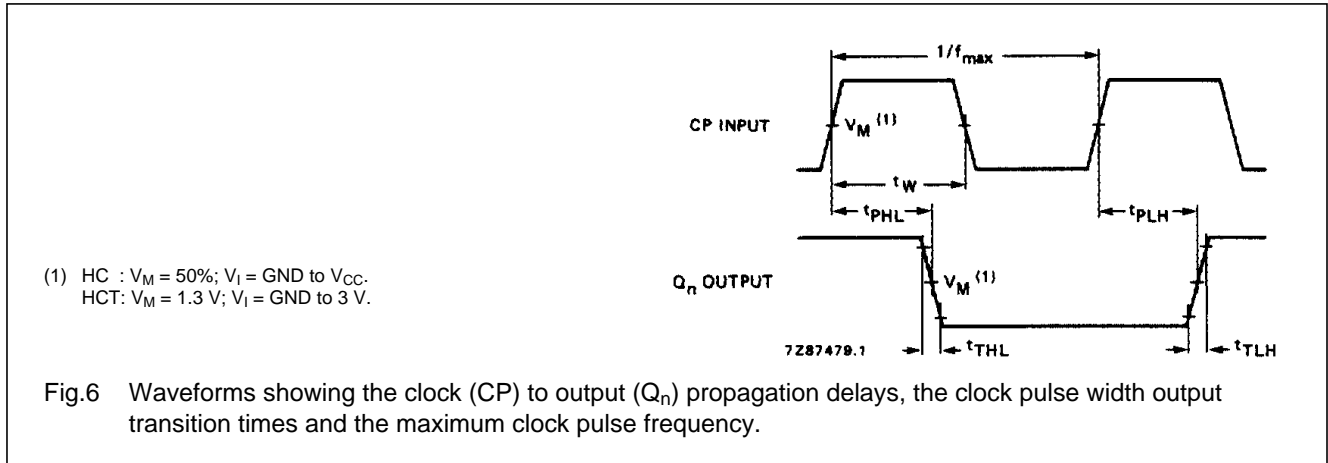 1/fmax
CP INPUT
VM (1)
tW
tPHL
tPLH
(1) HC : VM = 50%; VI = GND to VCC.
HCT: VM = 1.3 V; VI = GND to 3 V.
Qn OUTPUT
VM (1)
7Z87479.1
tTHL
tTLH
Fig.6 Waveforms showing the clock (CP) to output (Qn) propagation delays, the clock pulse width output
transition times and the maximum clock pulse frequency.